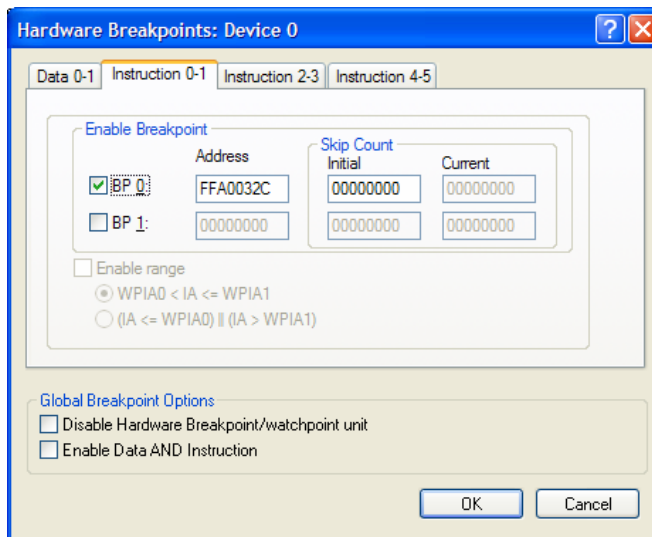 Hardware Breakpoints: Device 0
Data 0-1 Instruction 0-1 Instruction 2-3 Instruction 4-5
Enable Breakpoint
Skip Count
Address Initial Current
BP 0: FFA0032C 00000000 00000000
BP 1: 00000000 00000000 00000000
Enable range
WPIA0 < IA <= WPIA1
(IA <= WPIA0) || (IA > WPIA1)
Global Breakpoint Options
Disable Hardware Breakpoint/watchpoint unit
Enable Data AND Instruction
OK Cancel